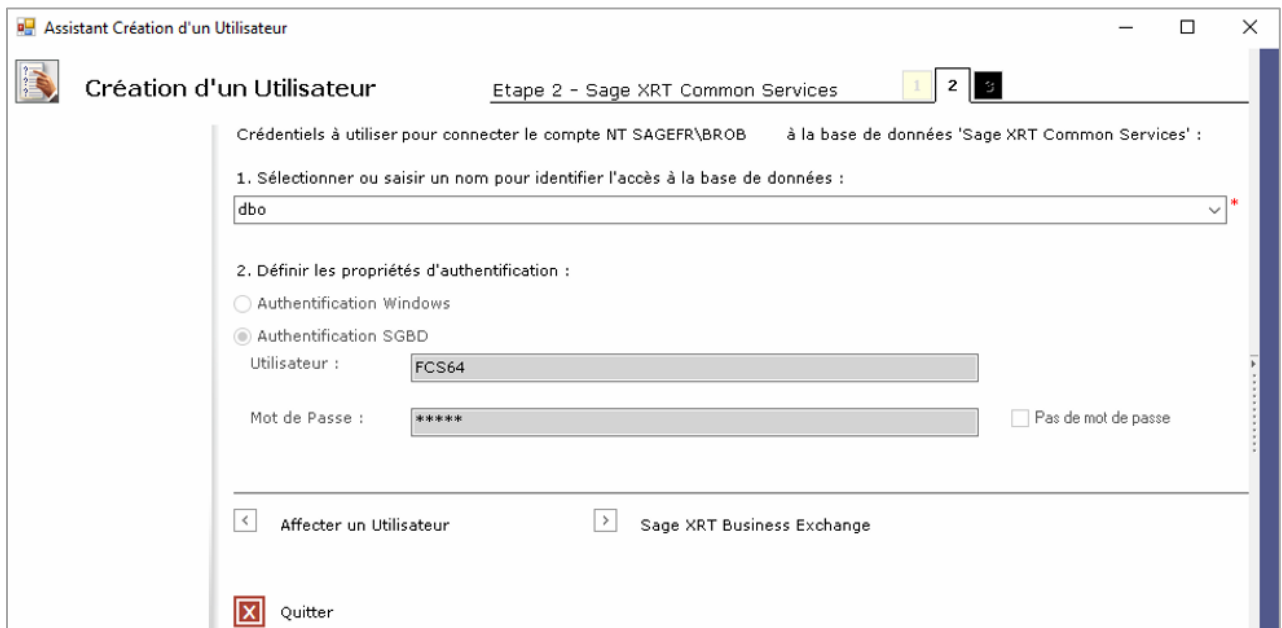 Assistant Création d'un Utilisateur
Création d'un Utilisateur
Etape 2 - Sage XRT Common Services
1 2 3
Crédentiels à utiliser pour connecter le compte NT SAGEFR\BROB à la base de données 'Sage XRT Common Services' :
1. Sélectionner ou saisir un nom pour identifier l'accès à la base de données :
dbo *
2. Définir les propriétés d'authentification :
Authentification Windows
Authentification SGBD
Utilisateur : FCS64
Mot de Passe : ***** Pas de mot de passe
< Affecter un Utilisateur > Sage XRT Business Exchange
X Quitter